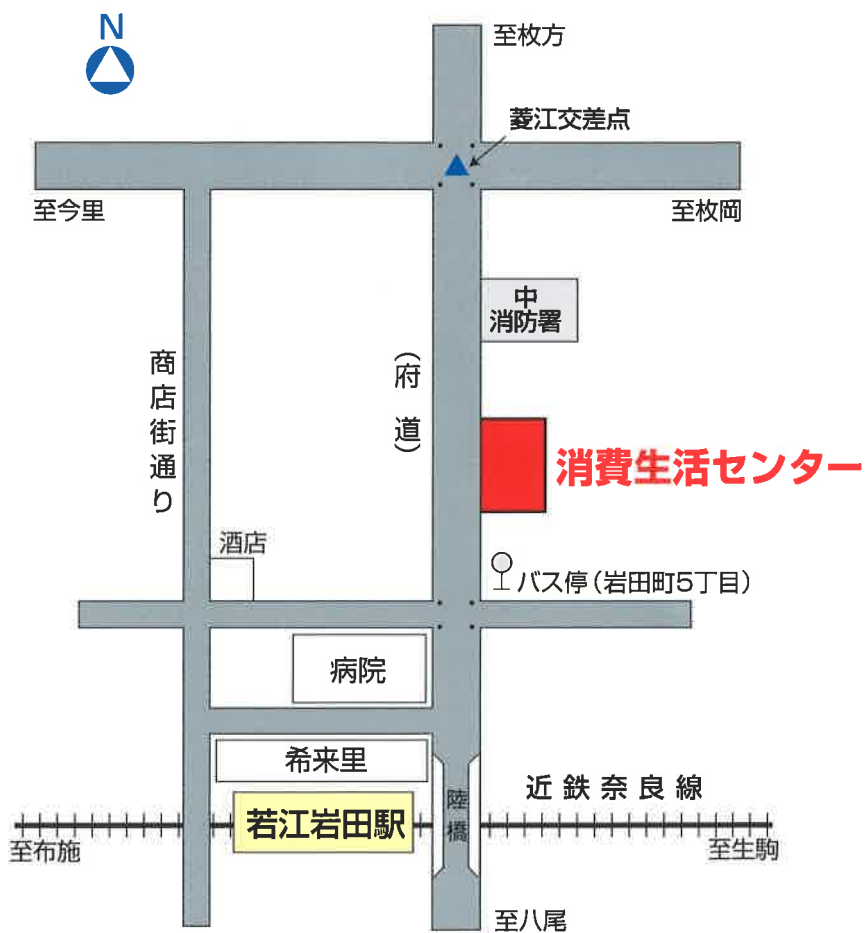 N
至枚方
菱江交差点
至今里
至枚岡
中
消防署
商店街通り
（府道）
消費生活センター
酒店
バス停（岩田町5丁目）
病院
希来里
近鉄奈良線
若江岩田駅
陸橋
至布施
至生駒
至八尾